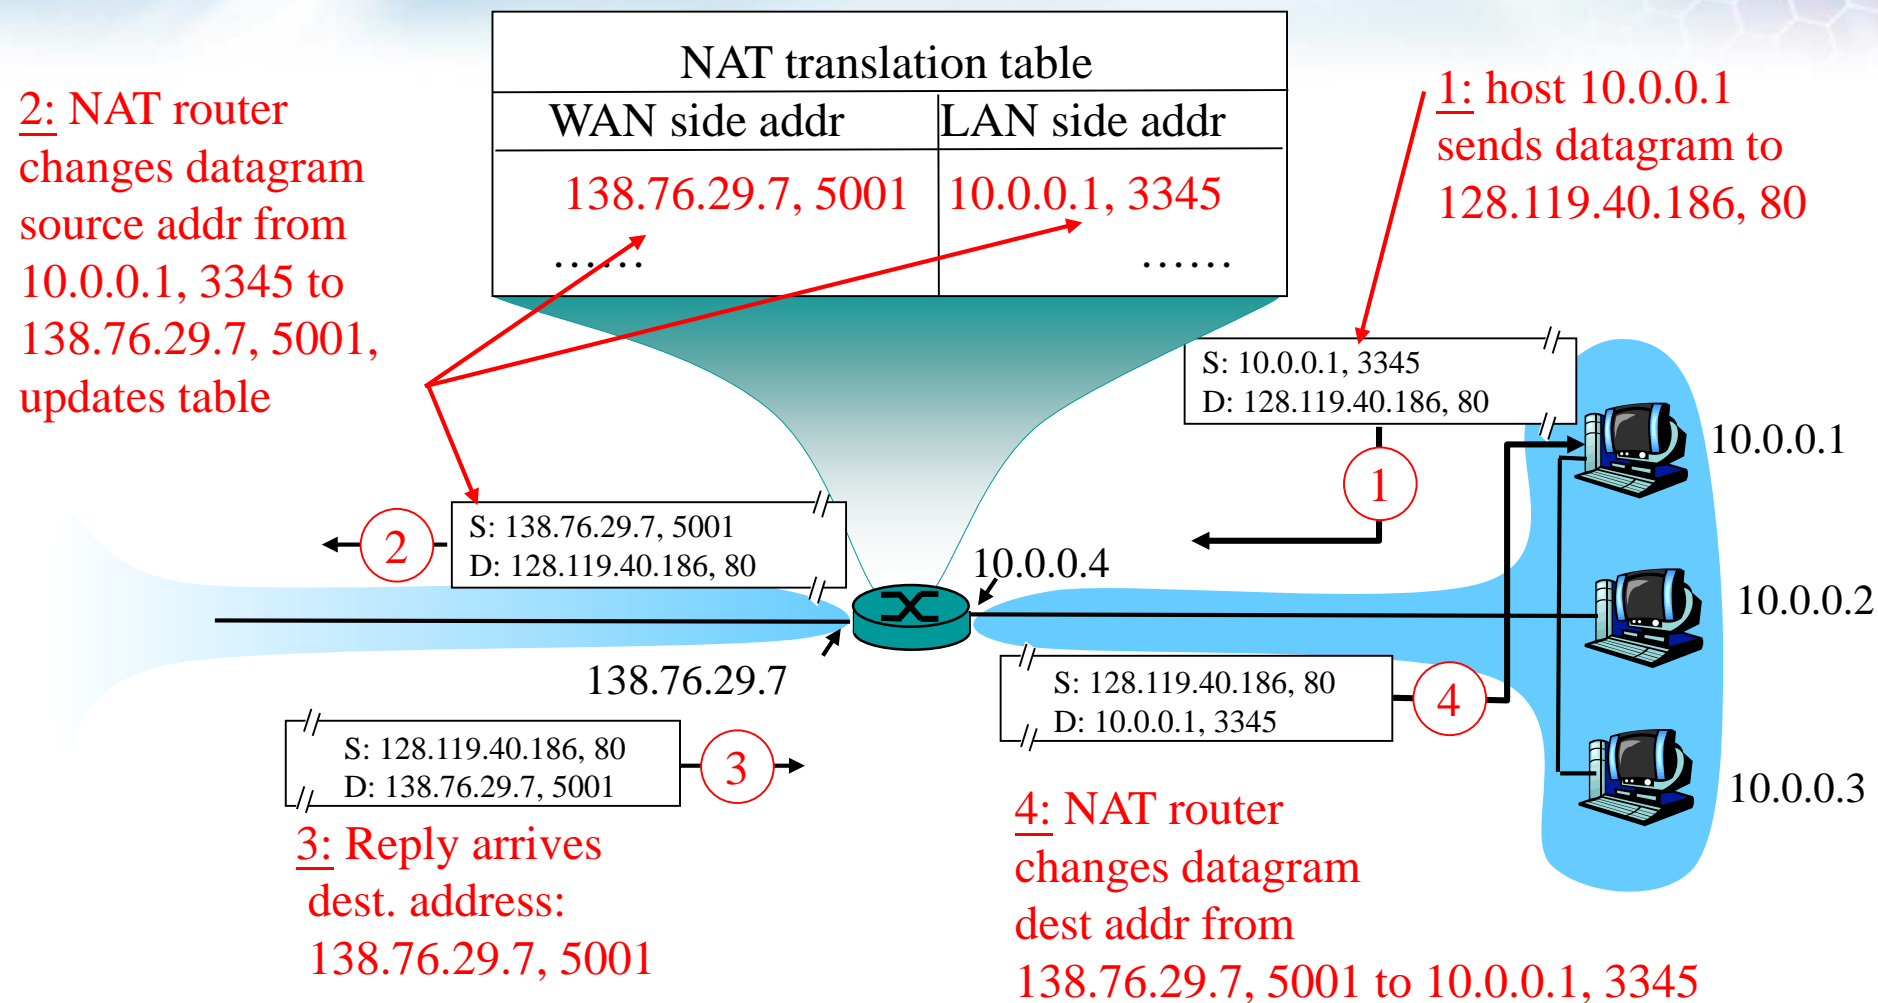 NAT translation table
WAN side addr LAN side addr
138.76.29.7, 5001 10.0.0.1, 3345
…… ……
2: NAT router
changes datagram
source addr from
10.0.0.1, 3345 to
138.76.29.7, 5001,
updates table
1: host 10.0.0.1
sends datagram to
128.119.40.186, 80
S: 10.0.0.1, 3345
D: 128.119.40.186, 80
1
10.0.0.1
S: 138.76.29.7, 5001
D: 128.119.40.186, 80
2
10.0.0.4
10.0.0.2
138.76.29.7
S: 128.119.40.186, 80
D: 10.0.0.1, 3345
4
S: 128.119.40.186, 80
D: 138.76.29.7, 5001
3
10.0.0.3
3: Reply arrives
dest. address:
138.76.29.7, 5001
4: NAT router
changes datagram
dest addr from
138.76.29.7, 5001 to 10.0.0.1, 3345